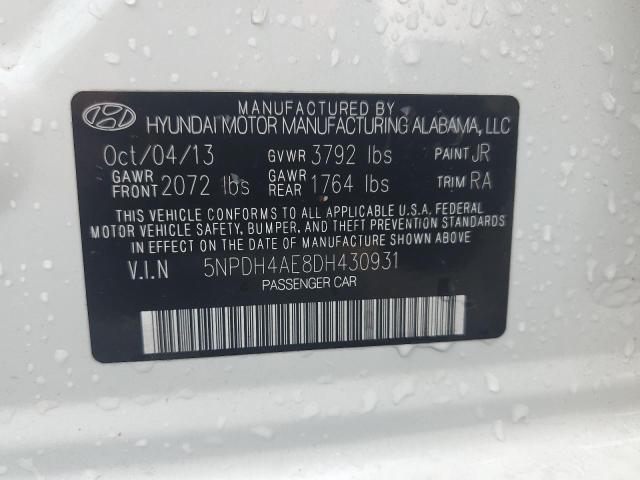 MANUFACTURED BY
HYUNDAI MOTOR MANUFACTURING ALABAMA, LLC
Oct/04/13 GVWR 3792 lbs PAINT JR
GAWR FRONT 2072 lbs GAWR REAR 1764 lbs TRIM RA
THIS VEHICLE CONFORMS TO ALL APPLICABLE U.S.A. FEDERAL
MOTOR VEHICLE SAFETY, BUMPER, AND THEFT PREVENTION STANDARDS
IN EFFECT ON THE DATE OF MANUFACTURE SHOWN ABOVE
V.I.N 5NPDH4AE8DH430931
PASSENGER CAR